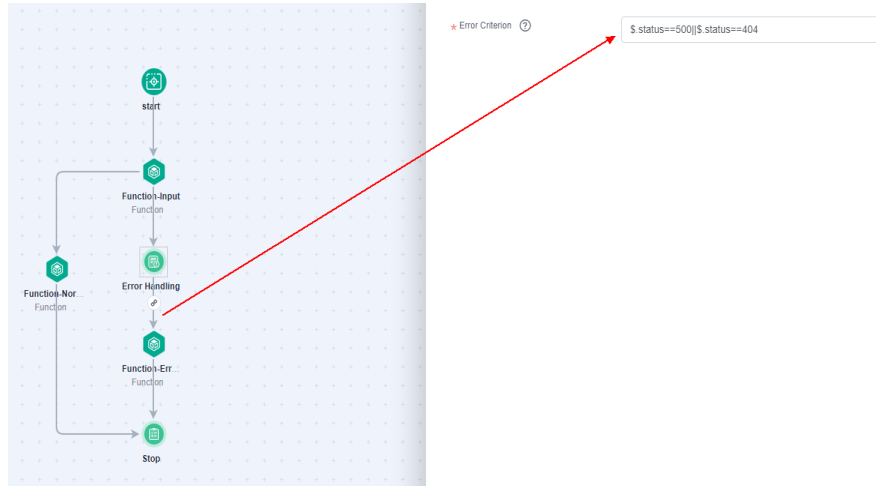 * Error Criterion ?
$.status==500||$.status==404
start
Function-Input
Function
Error Handling
Function-Nor...
Function
Function-Err...
Function
Stop